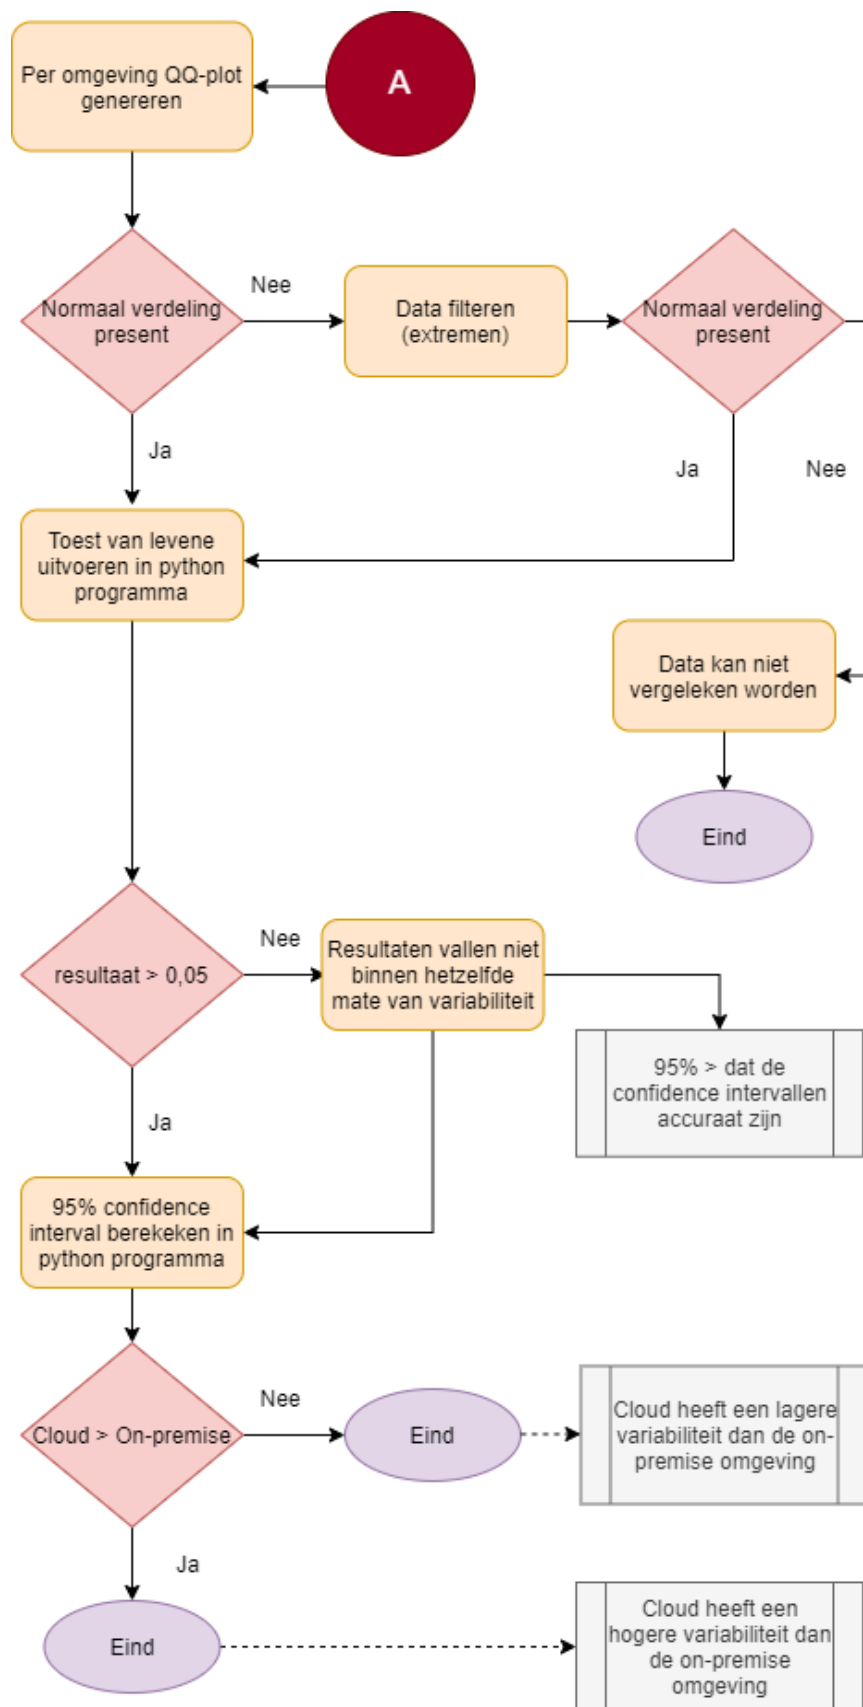 Per omgeving QQ-plot
genereren
A
Normaal verdeling
present
Nee
Data filteren
(extremen)
Normaal verdeling
present
Ja
Ja
Nee
Toest van levene
uitvoeren in python
programma
Data kan niet
vergeleken worden
Eind
resultaat > 0,05
Nee
Resultaten vallen niet
binnen hetzelfde
mate van variabiliteit
95% > dat de
confidence intervallen
accuraat zijn
Ja
95% confidence
interval berekeken in
python programma
Cloud > On-premise
Nee
Eind
Cloud heeft een lagere
variabiliteit dan de on-
premise omgeving
Ja
Eind
Cloud heeft een
hogere variabiliteit dan
de on-premise
omgeving